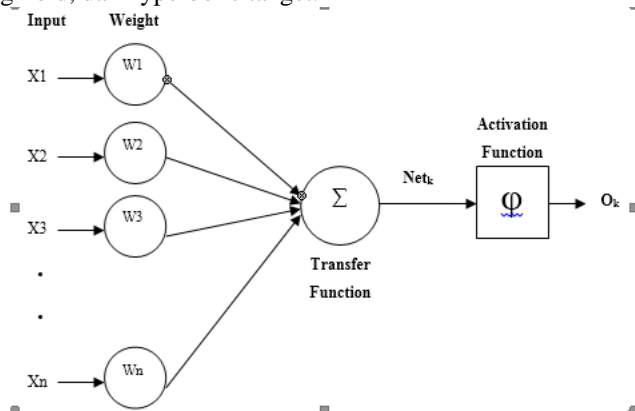 Input Weight
X1 W1
X2 W2
X3 W3
Xn Wn
Σ
Transfer
Function
Netk
Activation
Function
φ
Ok